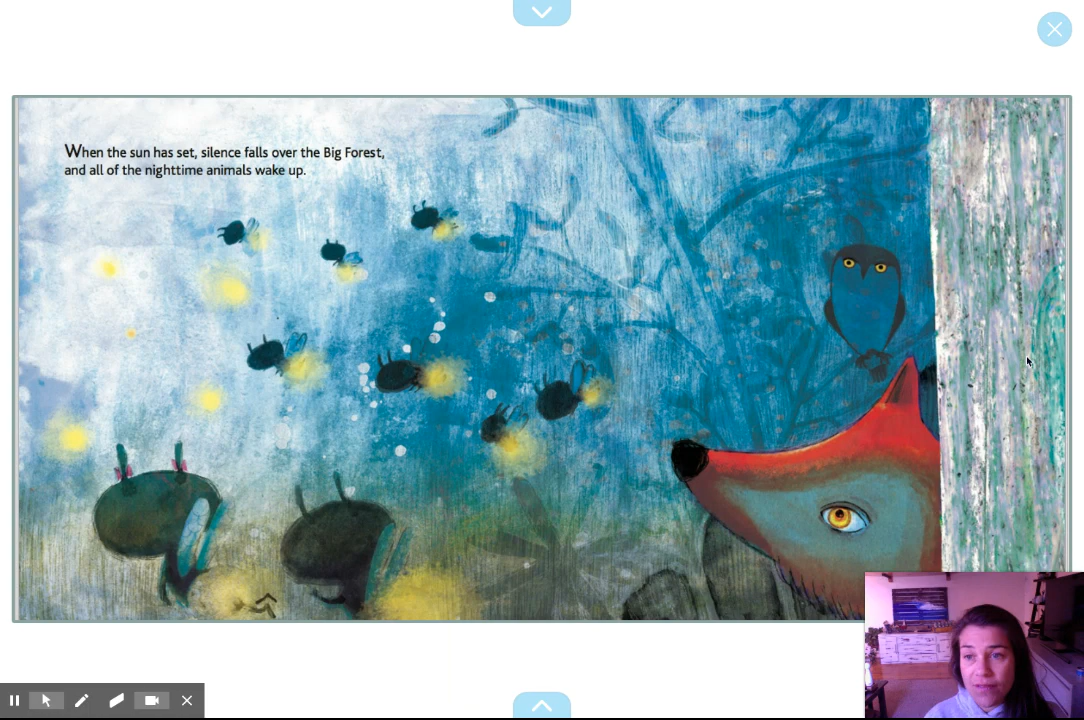 When the sun has set, silence falls over the Big Forest,
and all of the nighttime animals wake up.